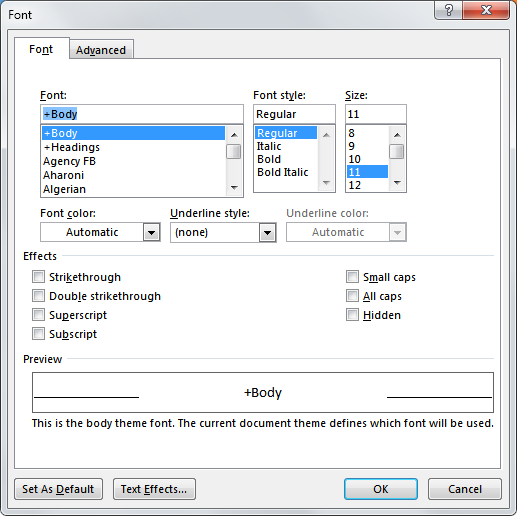 Font
?
Font
Advanced
Font:
Font style:
Size:
+Body
Regular
11
+Body
+Headings
Agency FB
Aharoni
Algerian
Regular
Italic
Bold
Bold Italic
8
9
10
11
12
Font color:
Underline style:
Underline color:
Automatic
(none)
Automatic
Effects
Strikethrough
Double strikethrough
Superscript
Subscript
Small caps
All caps
Hidden
Preview
+Body
This is the body theme font. The current document theme defines which font will be used.
Set As Default
Text Effects...
OK
Cancel